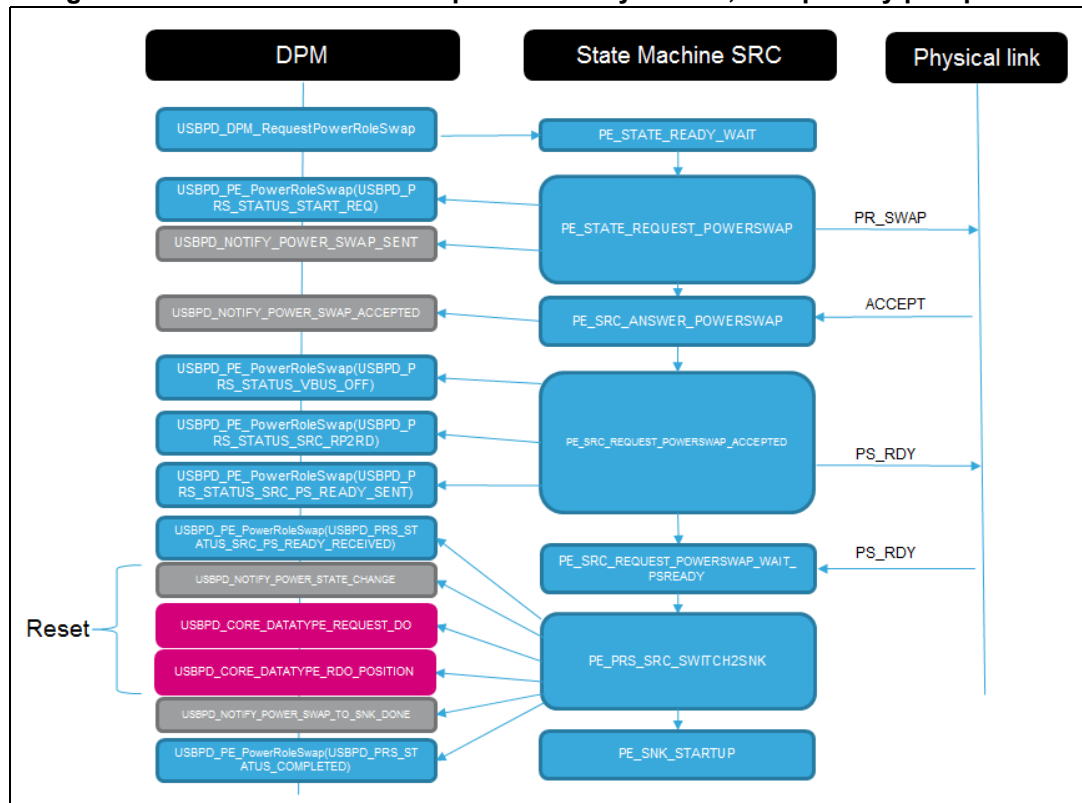 DPM
State Machine SRC
Physical link
USBPD_DPM_RequestPowerRoleSwap
PE_STATE_READY_WAIT
USBPD_PE_PowerRoleSwap(USBPD_P
RS_STATUS_START_REQ)
PE_STATE_REQUEST_POWERSWAP
PR_SWAP
USBPD_NOTIFY_POWER_SWAP_SENT
USBPD_NOTIFY_POWER_SWAP_ACCEPTED
PE_SRC_ANSWER_POWERSWAP
ACCEPT
USBPD_PE_PowerRoleSwap(USBPD_P
RS_STATUS_VBUS_OFF)
USBPD_PE_PowerRoleSwap(USBPD_P
RS_STATUS_SRC_RP2RD)
PE_SRC_REQUEST_POWERSWAP_ACCEPTED
PS_RDY
USBPD_PE_PowerRoleSwap(USBPD_P
RS_STATUS_SRC_PS_READY_SENT)
USBPD_PE_PowerRoleSwap(USBPD_PRS_ST
ATUS_SRC_PS_READY_RECEIVED)
PE_SRC_REQUEST_POWERSWAP_WAIT_
PSREADY
PS_RDY
USBPD_NOTIFY_POWER_STATE_CHANGE
Reset
USBPD_CORE_DATATYPE_REQUEST_DO
USBPD_CORE_DATATYPE_RDO_POSITION
PE_PRS_SRC_SWITCH2SNK
USBPD_NOTIFY_POWER_SWAP_TO_SNK_DONE
USBPD_PE_PowerRoleSwap(USBPD_PRS_ST
ATUS_COMPLETED)
PE_SNK_STARTUP